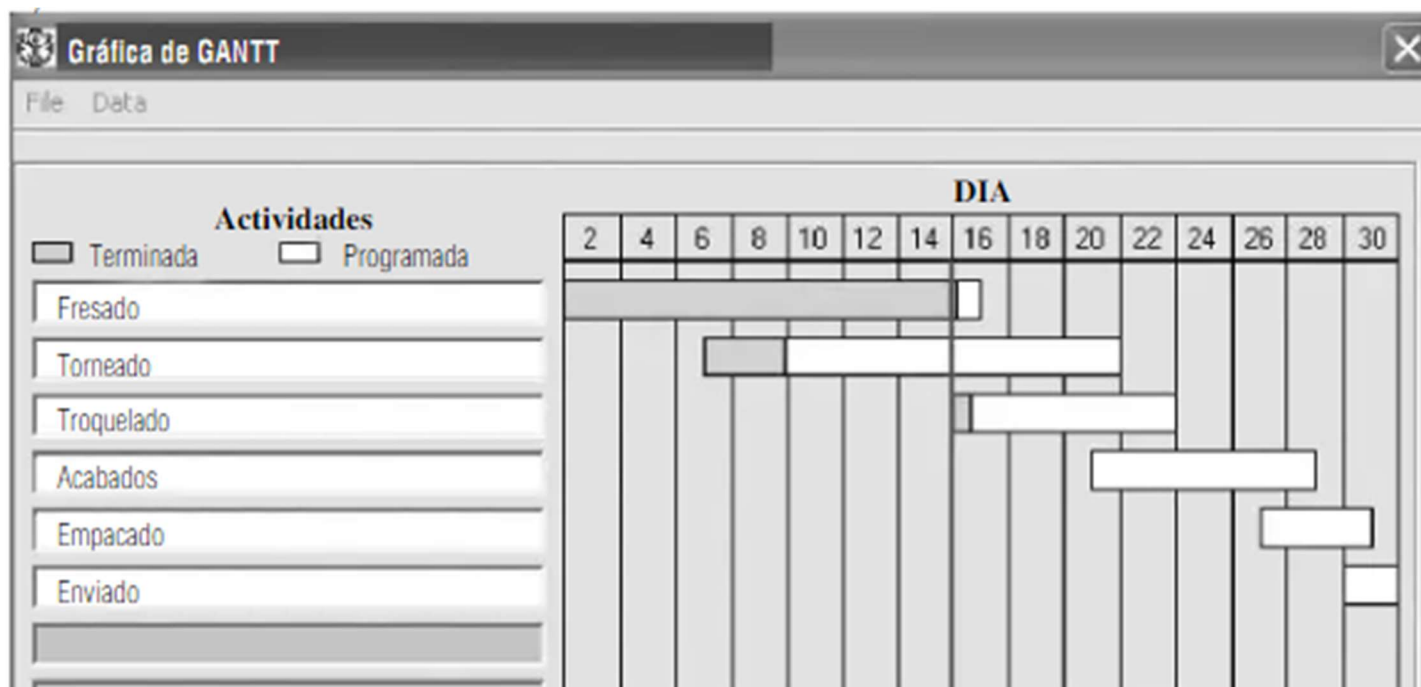 Gráfica de GANTT
File Data
DIA
Actividades
Terminada Programada
2 4 6 8 10 12 14 16 18 20 22 24 26 28 30
Fresado
Torneado
Troquelado
Acabados
Empacado
Enviado